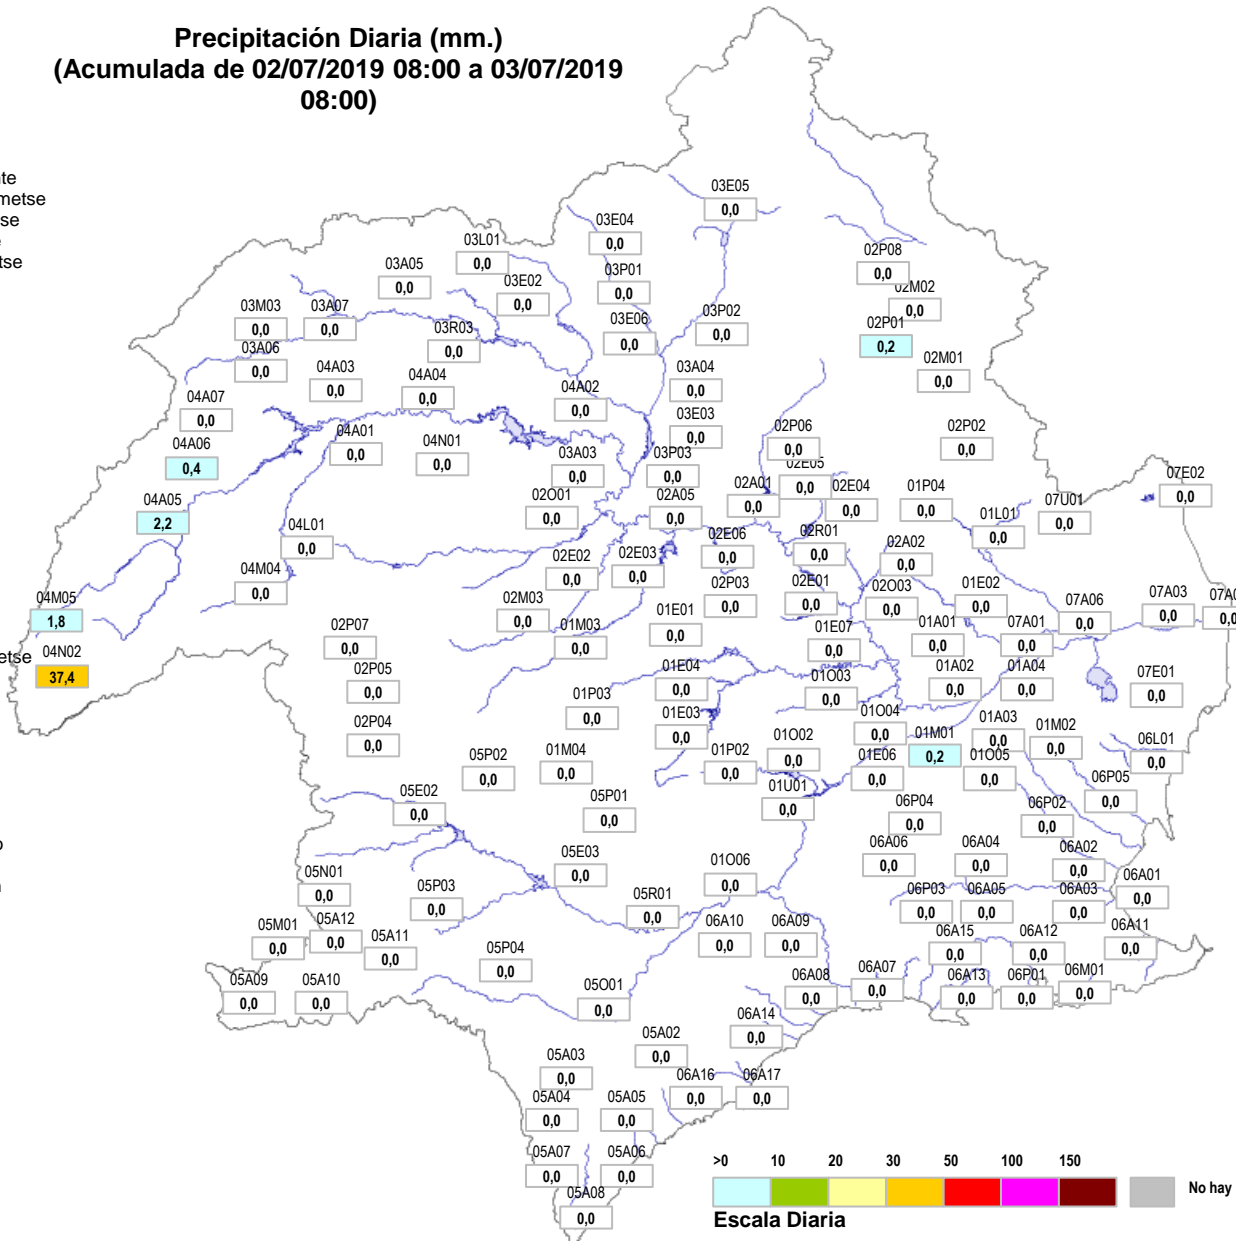 Precipitación Diaria (mm.)
(Acumulada de 02/07/2019 08:00 a 03/07/2019
08:00)
03E05
0,0
03E04
0,0
03L01
0,0
02P08
0,0
03A05
0,0
03P01
0,0
03E02
0,0
02M02
0,0
03M03
0,0
03A07
0,0
03P02
0,0
03E06
0,0
02P01
0,2
03R03
0,0
03A06
0,0
02M01
0,0
04A03
0,0
03A04
0,0
04A04
0,0
04A02
0,0
04A07
0,0
03E03
0,0
04A01
0,0
04N01
0,0
02P06
0,0
02P02
0,0
04A06
0,4
03A03
0,0
03P03
0,0
02E05
0,0
07E02
0,0
02A01
0,0
02E04
0,0
01P04
0,0
04A05
2,2
02O01
0,0
02A05
0,0
07U01
0,0
01L01
0,0
04L01
0,0
02E06
0,0
02R01
0,0
02A02
0,0
02E02
0,0
02E03
0,0
04M04
0,0
02P03
0,0
02E01
0,0
02O03
0,0
01E02
0,0
07A03
0,0
07A06
0,0
04M05
1,8
02M03
0,0
01E01
0,0
02P07
0,0
01M03
0,0
01E07
0,0
01A01
0,0
07A01
0,0
etse
04N02
37,4
02P05
0,0
01E04
0,0
01O03
0,0
01A02
0,0
01A04
0,0
07E01
0,0
01P03
0,0
02P04
0,0
01E03
0,0
01O04
0,0
01M01
0,2
01A03
0,0
01M02
0,0
06L01
0,0
05P02
0,0
01M04
0,0
01P02
0,0
01O02
0,0
01E06
0,0
01O05
0,0
06P05
0,0
05E02
0,0
05P01
0,0
01U01
0,0
06P04
0,0
06P02
0,0
05E03
0,0
01O06
0,0
06A06
0,0
06A04
0,0
06A02
0,0
05N01
0,0
05P03
0,0
05R01
0,0
06P03
0,0
06A05
0,0
06A03
0,0
06A01
0,0
05M01
0,0
05A12
0,0
05A11
0,0
06A10
0,0
06A09
0,0
06A15
0,0
06A12
0,0
06A11
0,0
05P04
0,0
05A09
0,0
05A10
0,0
05O01
0,0
06A08
0,0
06A07
0,0
06A13
0,0
06P01
0,0
06M01
0,0
06A14
0,0
05A02
0,0
05A03
0,0
06A16
0,0
06A17
0,0
05A04
0,0
05A05
0,0
05A07
0,0
05A06
0,0
05A08
0,0
>0 10 20 30 50 100 150
No hay
Escala Diaria